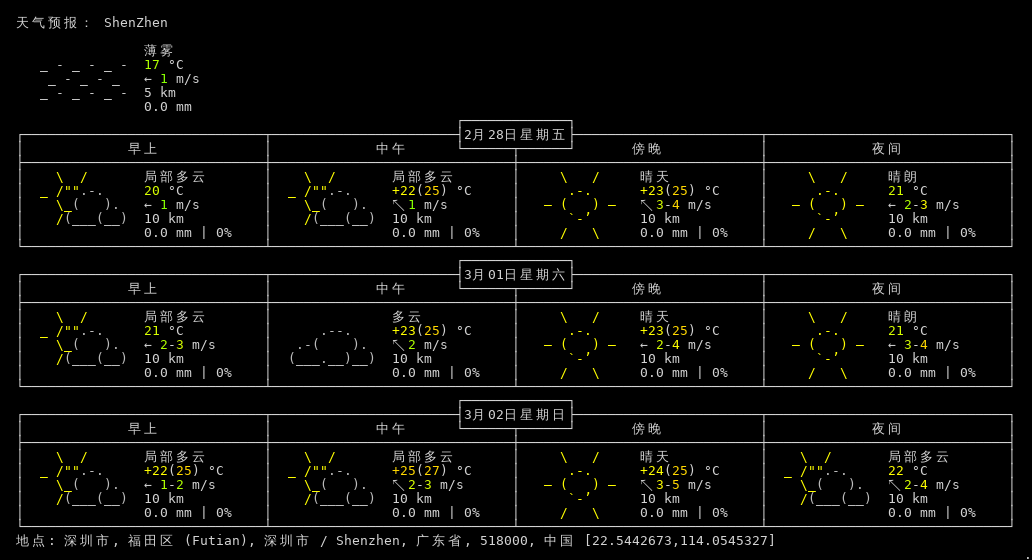 天气预报： ShenZhen
薄雾
17 °C
← 1 m/s
5 km
0.0 mm
2月28日星期五
早上 中午 傍晚 夜间
局部多云 局部多云 晴天 晴朗
20 °C +22(25) °C +23(25) °C 21 °C
← 1 m/s ↖ 1 m/s ↖ 3-4 m/s ← 2-3 m/s
10 km 10 km 10 km 10 km
0.0 mm | 0% 0.0 mm | 0% 0.0 mm | 0% 0.0 mm | 0%
3月01日星期六
早上 中午 傍晚 夜间
局部多云 多云 晴天 晴朗
21 °C +23(25) °C +23(25) °C 21 °C
← 2-3 m/s ↖ 2 m/s ← 2-4 m/s ← 3-4 m/s
10 km 10 km 10 km 10 km
0.0 mm | 0% 0.0 mm | 0% 0.0 mm | 0% 0.0 mm | 0%
3月02日星期日
早上 中午 傍晚 夜间
局部多云 局部多云 晴天 局部多云
+22(25) °C +25(27) °C +24(25) °C 22 °C
← 1-2 m/s ↖ 2-3 m/s ↖ 3-5 m/s ↖ 2-4 m/s
10 km 10 km 10 km 10 km
0.0 mm | 0% 0.0 mm | 0% 0.0 mm | 0% 0.0 mm | 0%
地点: 深圳市, 福田区 (Futian), 深圳市 / Shenzhen, 广东省, 518000, 中国 [22.5442673,114.0545327]